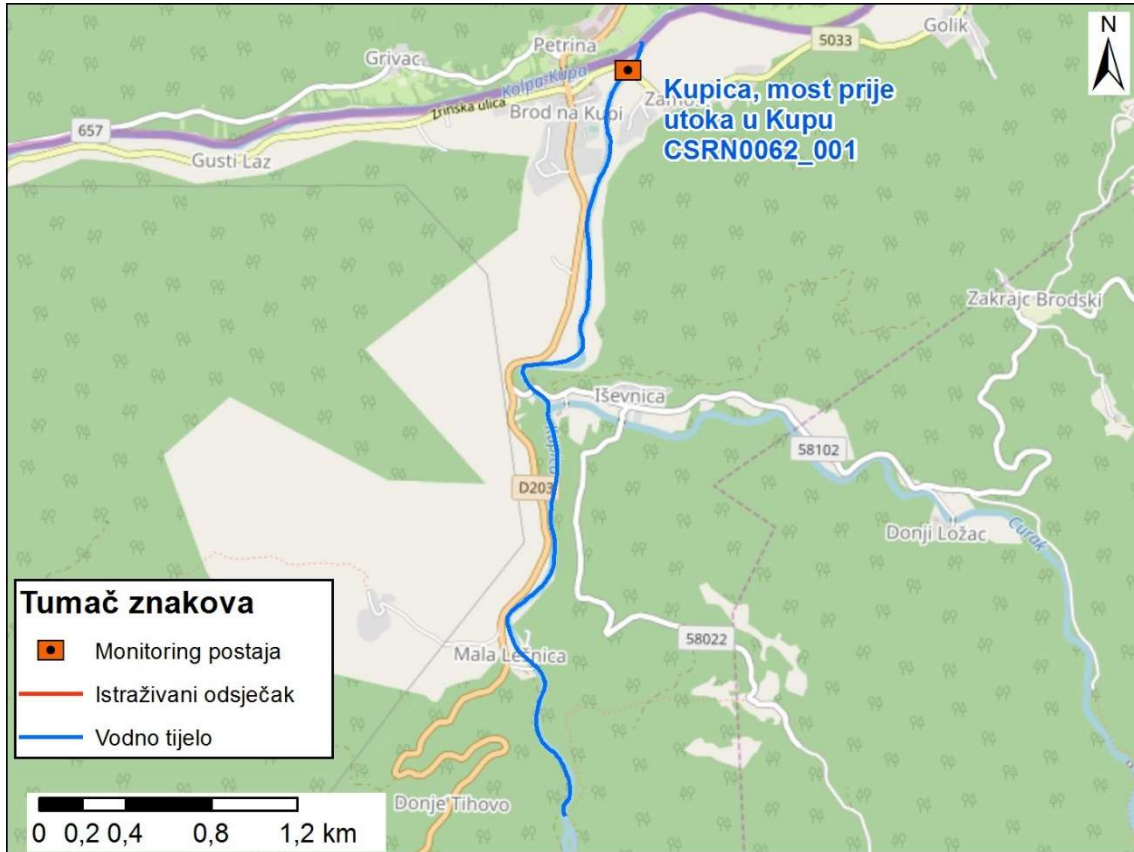 Golik
N
5033
Petrina
Grivac
Kolpa-Kupa
Zrinska ulica
Brod na Kupi
657
Gusti Laz
Kupica, most prije
utoka u Kupu
CSRN0062_001
Zakrajc Brodski
Iševnica
Kupica
58102
D203
Donji Ložac
Curak
Tumač znakova
Monitoring postaja
Istraživani odsječak
Vodno tijelo
58022
Mala Lešnica
Donje Tihovo
0 0,2 0,4 0,8 1,2 km